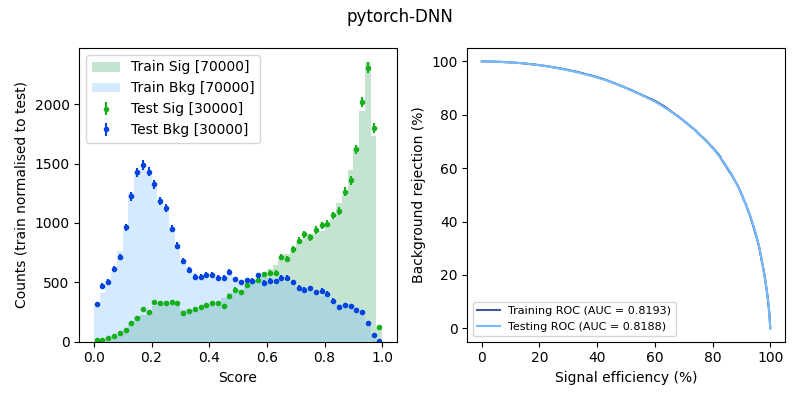 pytorch-DNN
Counts (train normalised to test)
2000
1500
1000
500
0
Train Sig [70000]
Train Bkg [70000]
Test Sig [30000]
Test Bkg [30000]
0.0 0.2 0.4 0.6 0.8 1.0
Score
Background rejection (%)
100
80
60
40
20
0
Training ROC (AUC = 0.8193)
Testing ROC (AUC = 0.8188)
0 20 40 60 80 100
Signal efficiency (%)